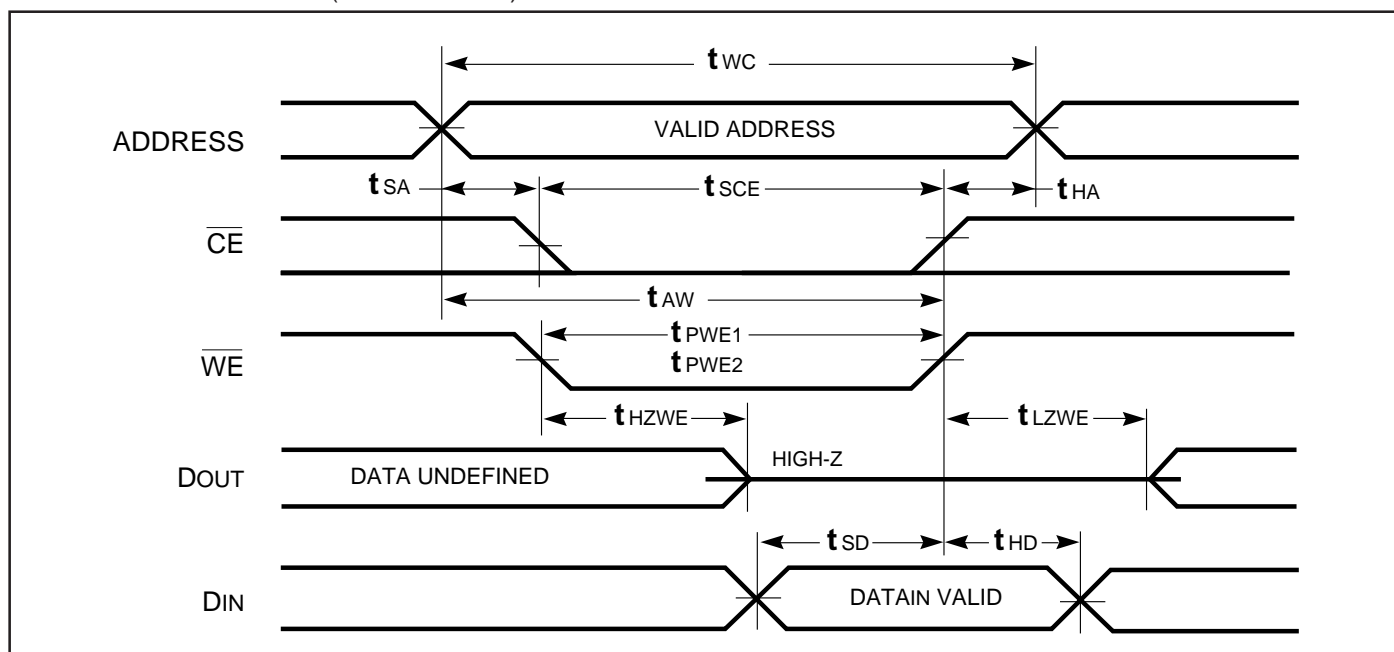 tWC
ADDRESS
VALID ADDRESS
tSA
tSCE
tHA
CE
tAW
tPWE1
WE
tPWE2
tHZWE
tLZWE
DOUT
DATA UNDEFINED
HIGH-Z
tSD
tHD
DIN
DATAIN VALID